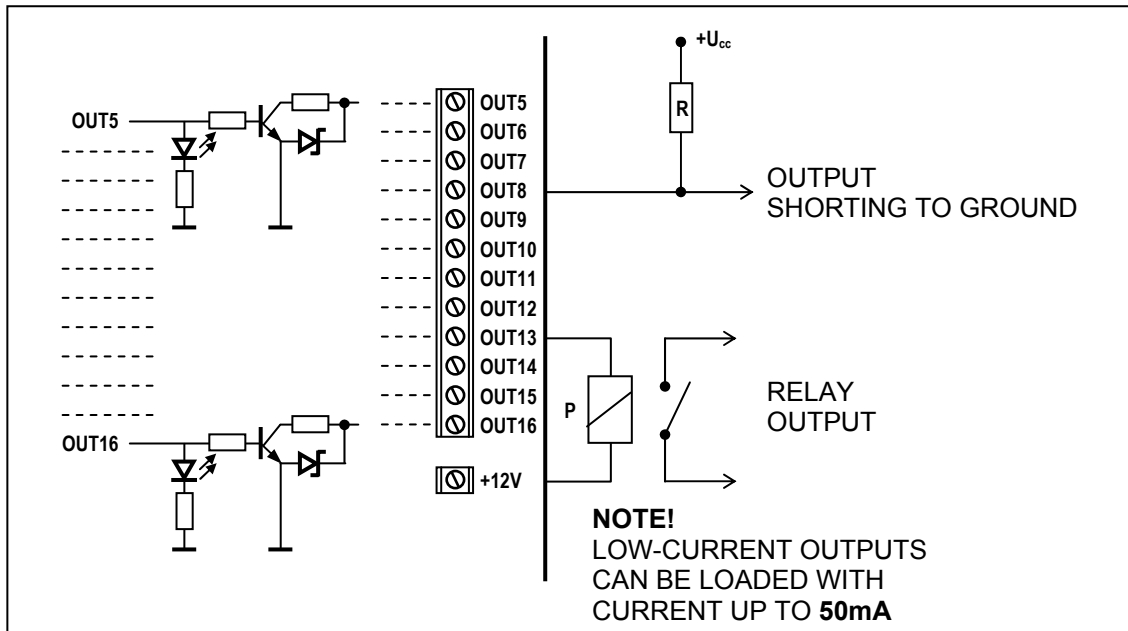 +Ucc
OUT5
OUT5
OUT6
OUT7
OUT8
OUT9
OUT10
OUT11
OUT12
OUT13
OUT14
OUT15
OUT16
+12V
OUT16
R
OUTPUT
SHORTING TO GROUND
P
RELAY
OUTPUT
NOTE!
LOW-CURRENT OUTPUTS
CAN BE LOADED WITH
CURRENT UP TO 50mA